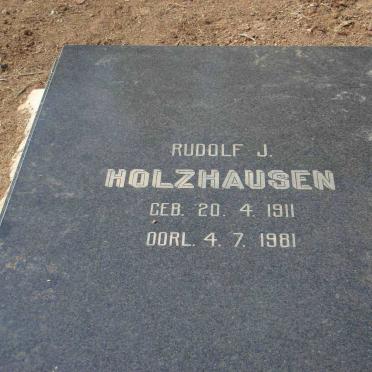 RUDOLF J.
HOLZHAUSEN
GEB. 20. 4. 1911
OORL. 4. 7. 1981